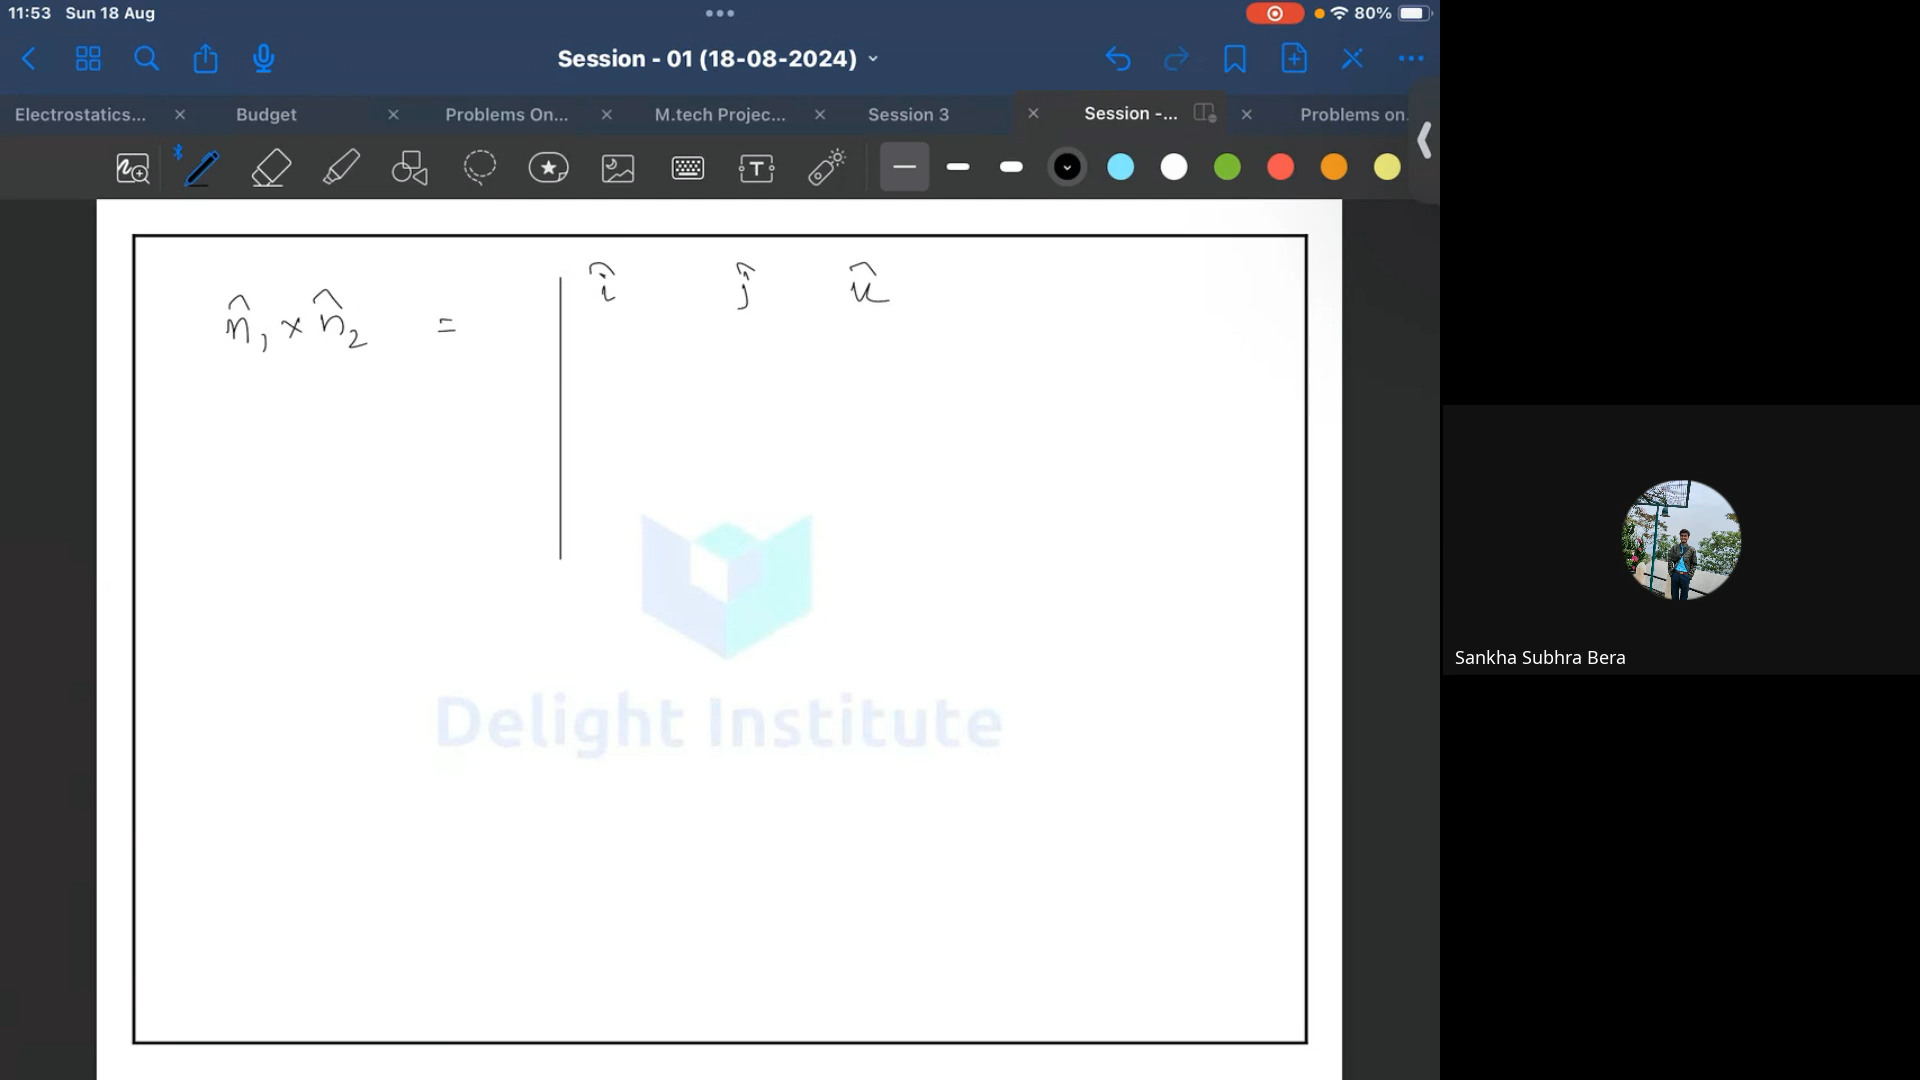 11:53 Sun 18 Aug
80%
Session - 01 (18-08-2024)
Electrostatics... Budget Problems On... M.tech Projec... Session 3 Session -... Problems on.
T
î ĵ k̂
n̂₁ × n̂₂ =
Delight Institute
Sankha Subhra Bera